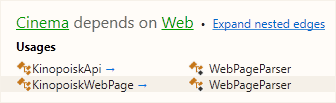 Cinema depends on Web • Expand nested edges
Usages
KinopoiskApi → WebPageParser
KinopoiskWebPage → WebPageParser